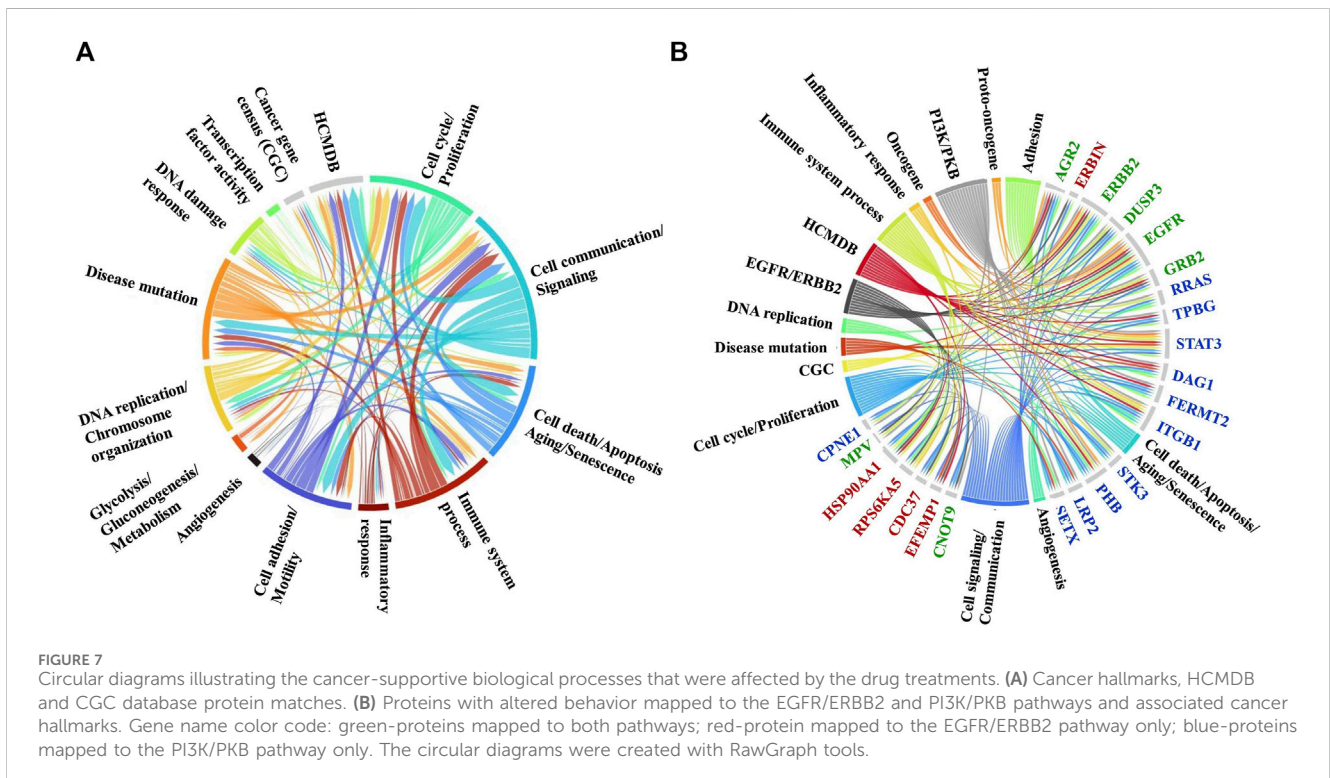 A
HCMDB
Cancer gene
census (CGC)
Transcription
factor activity
DNA damage
response
Disease mutation
DNA replication/
Chromosome
organization
Glycolysis/
Gluconeogenesis/
Metabolism
Angiogenesis
Cell adhesion/
Motility
Inflammatory
response
Immune system
process
Cell death/Apoptosis
Aging/Senescence
Cell communication/
Signaling
Cell cycle/
Proliferation
B
Proto-oncogene
Adhesion
AGR2
ERBIN
ERBB2
DUSP3
EGFR
GRB2
RRAS
TPBG
STAT3
DAG1
FERMT2
ITGB1
Cell death/Apoptosis/
Aging/Senescence
STK3
PHB
LRP2
SETX
Angiogenesis
Cell signaling/
Communication
CNOT9
EFEMP1
CDC37
RPS6KA5
HSP90AA1
MPV
CPNE1
Cell cycle/Proliferation
CGC
Disease mutation
DNA replication
EGFR/ERBB2
HCMDB
Immune system process
Inflammatory response
Oncogene
PI3K/PKB
FIGURE 7
Circular diagrams illustrating the cancer-supportive biological processes that were affected by the drug treatments. (A) Cancer hallmarks, HCMDB
and CGC database protein matches. (B) Proteins with altered behavior mapped to the EGFR/ERBB2 and PI3K/PKB pathways and associated cancer
hallmarks. Gene name color code: green-proteins mapped to both pathways; red-protein mapped to the EGFR/ERBB2 pathway only; blue-proteins
mapped to the PI3K/PKB pathway only. The circular diagrams were created with RawGraph tools.